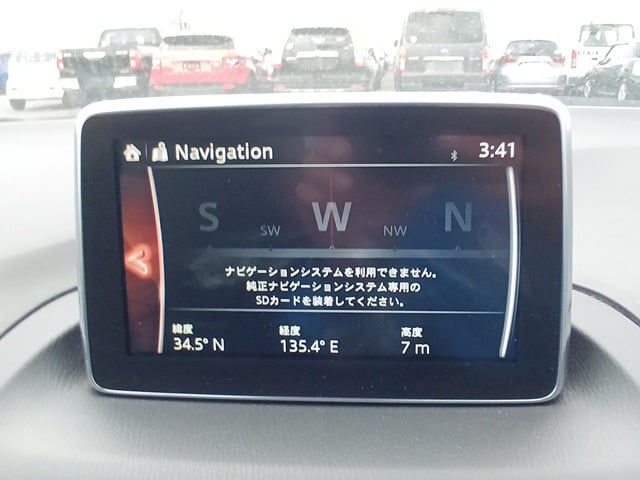 Navigation 3:41
S SW W NW N
ナビゲーションシステムを利用できません。
純正ナビゲーションシステム専用の
SDカードを装着してください。
緯度 経度 高度
34.5° N 135.4° E 7 m